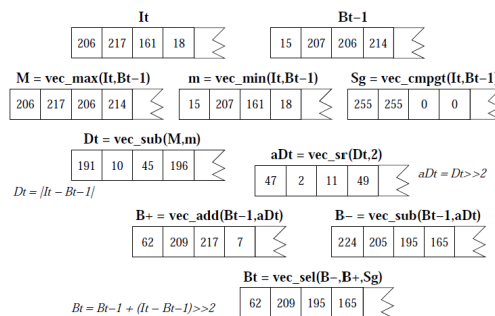 It Bt−1
206 217 161 18 15 207 206 214
M = vec_max(It,Bt−1) m = vec_min(It,Bt−1) Sg = vec_cmpgt(It,Bt−1)
206 217 206 214 15 207 161 18 255 255 0 0
Dt = vec_sub(M,m) aDt = vec_sr(Dt,2)
191 10 45 196 47 2 11 49
Dt = |It − Bt−1| aDt = Dt>>2
B+ = vec_add(Bt−1,aDt) B− = vec_sub(Bt−1,aDt)
62 209 217 7 224 205 195 165
Bt = vec_sel(B−,B+,Sg)
62 209 195 165
Bt = Bt−1 + (It − Bt−1)>>2